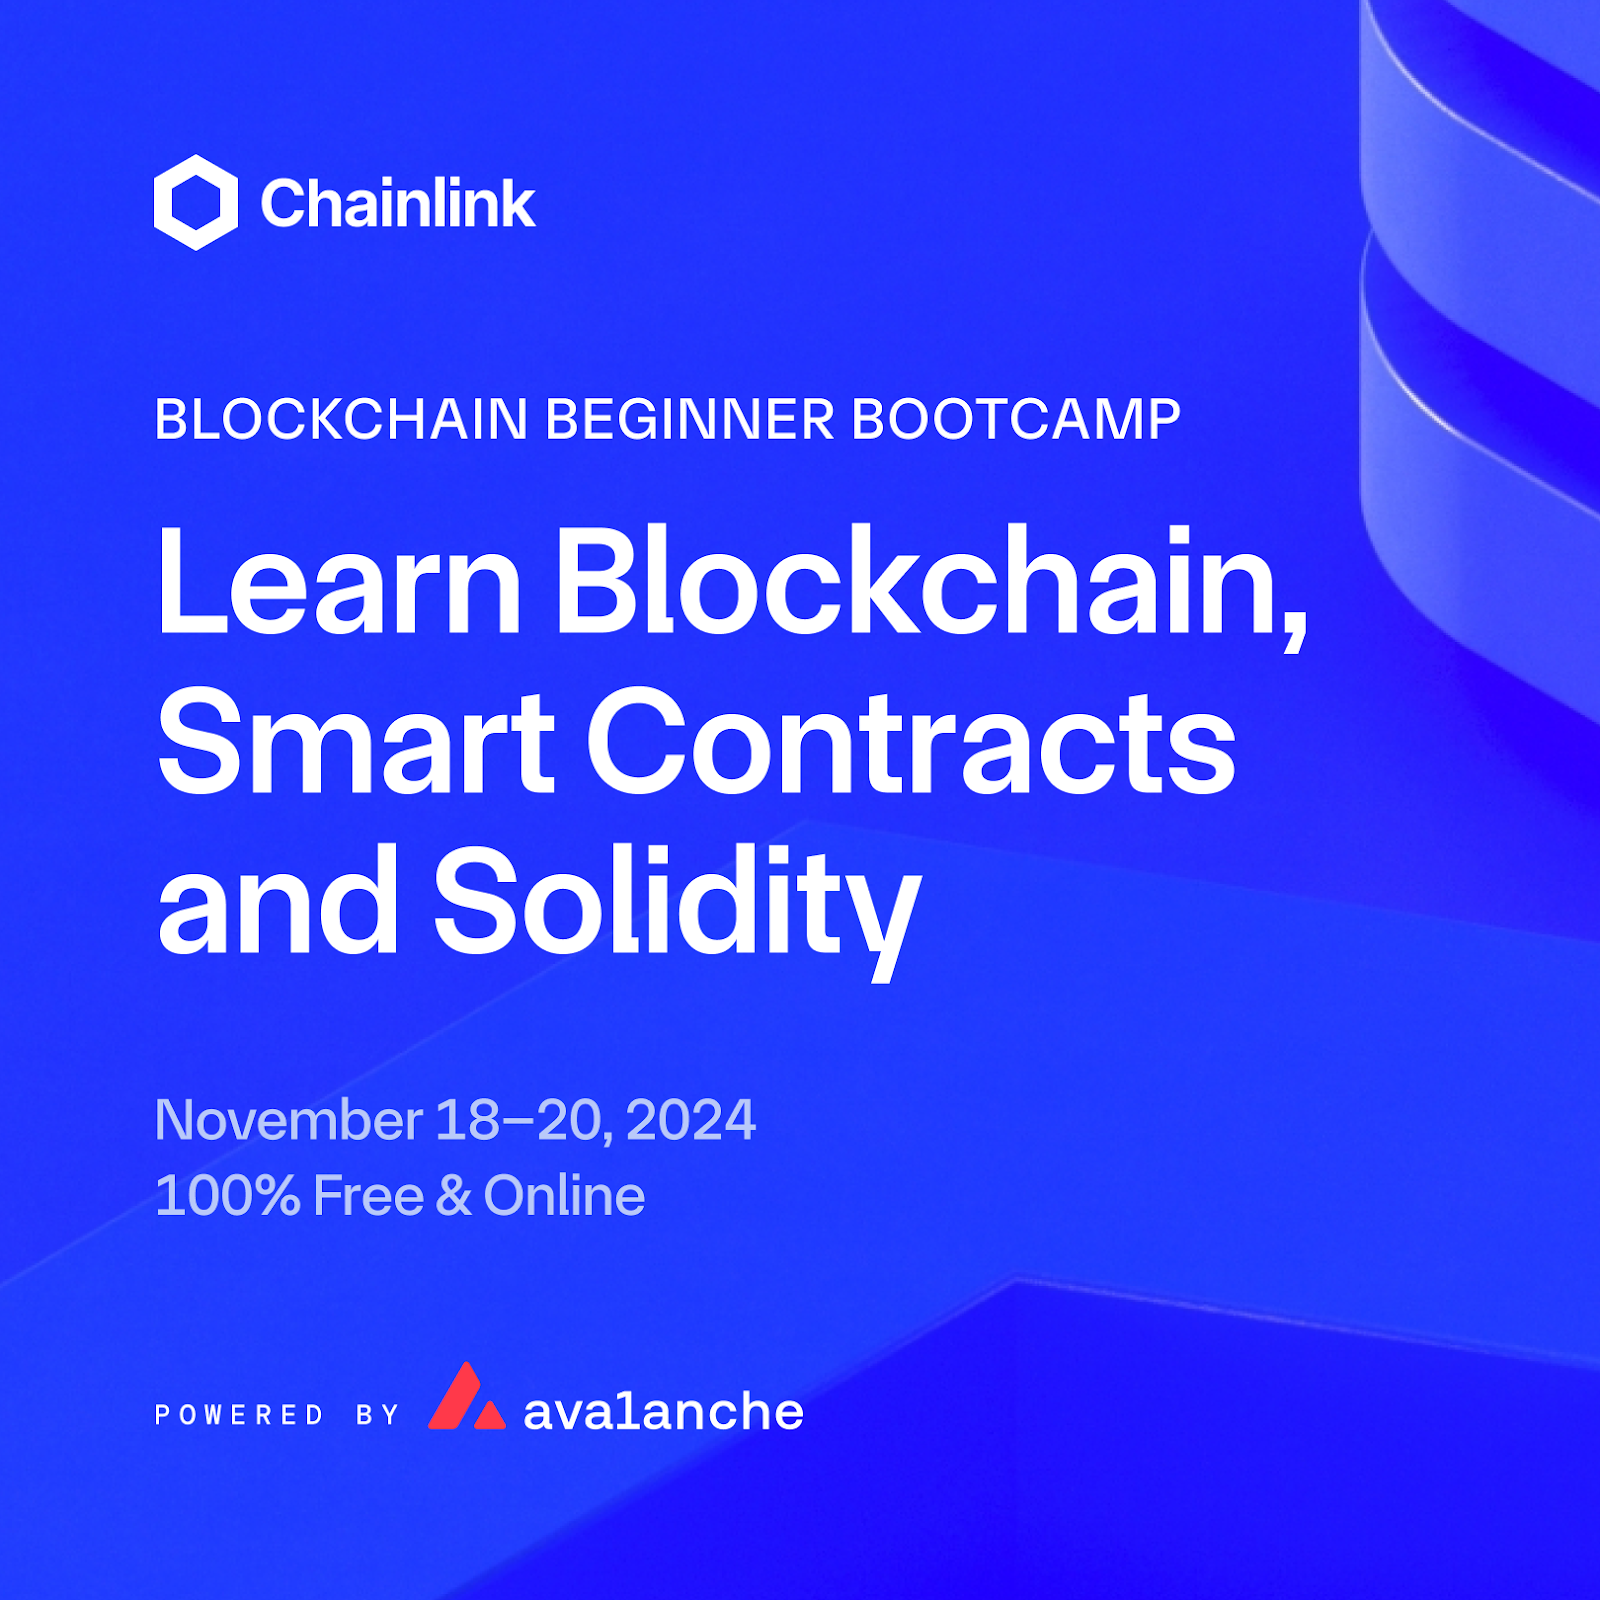 Chainlink
BLOCKCHAIN BEGINNER BOOTCAMP
Learn Blockchain,
Smart Contracts
and Solidity
November 18–20, 2024
100% Free & Online
POWERED BY ava1anche